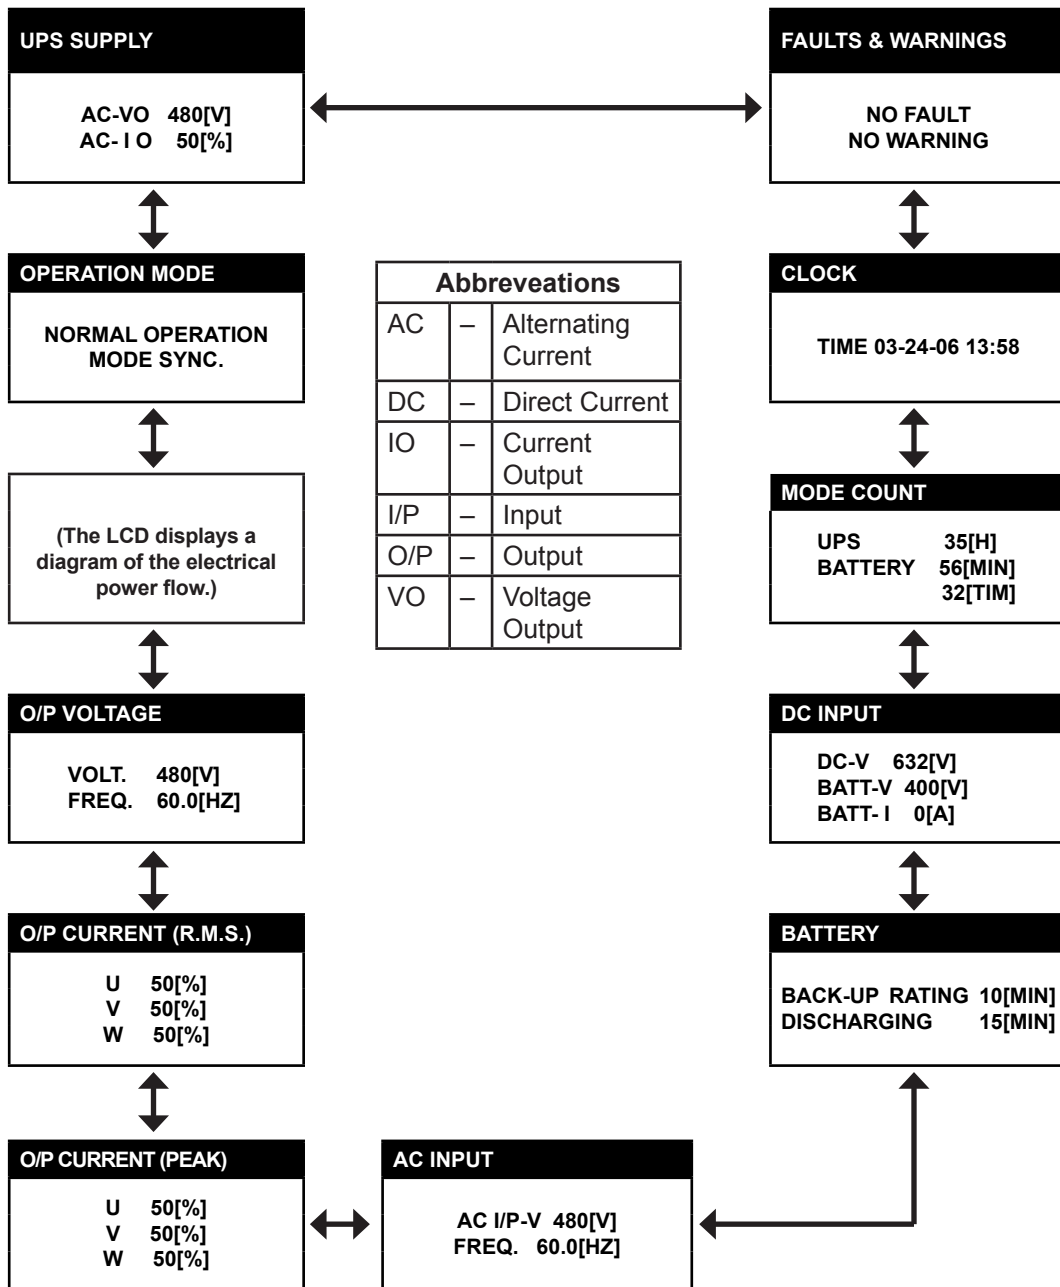 UPS SUPPLY
AC-VO 480[V]
AC- I O 50[%]
FAULTS & WARNINGS
NO FAULT
NO WARNING
OPERATION MODE
NORMAL OPERATION
MODE SYNC.
Abbreveations
AC – Alternating
Current
DC – Direct Current
IO – Current
Output
I/P – Input
O/P – Output
VO – Voltage
Output
CLOCK
TIME 03-24-06 13:58
(The LCD displays a
diagram of the electrical
power flow.)
MODE COUNT
UPS 35[H]
BATTERY 56[MIN]
32[TIM]
O/P VOLTAGE
VOLT. 480[V]
FREQ. 60.0[HZ]
DC INPUT
DC-V 632[V]
BATT-V 400[V]
BATT- I 0[A]
O/P CURRENT (R.M.S.)
U 50[%]
V 50[%]
W 50[%]
BATTERY
BACK-UP RATING 10[MIN]
DISCHARGING 15[MIN]
O/P CURRENT (PEAK)
U 50[%]
V 50[%]
W 50[%]
AC INPUT
AC I/P-V 480[V]
FREQ. 60.0[HZ]